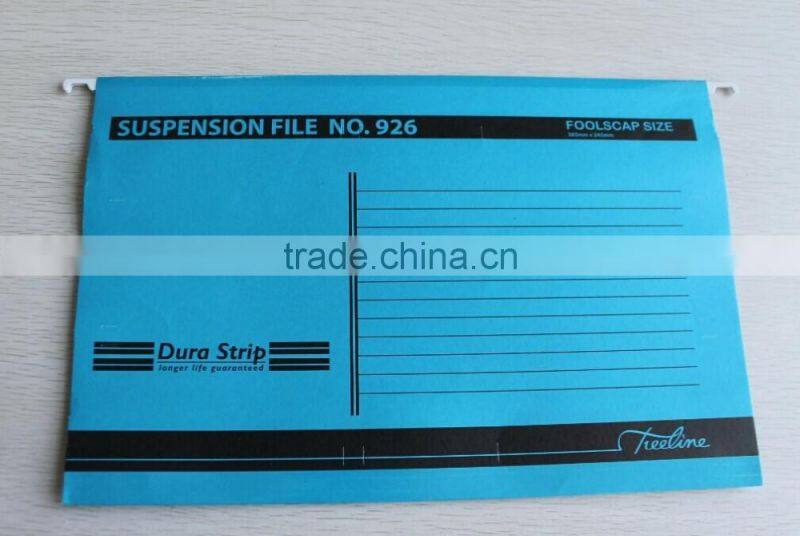 SUSPENSION FILE NO. 926
FOOLSCAP SIZE
trade.china.cn
Dura Strip
longer life guaranteed
Treeline